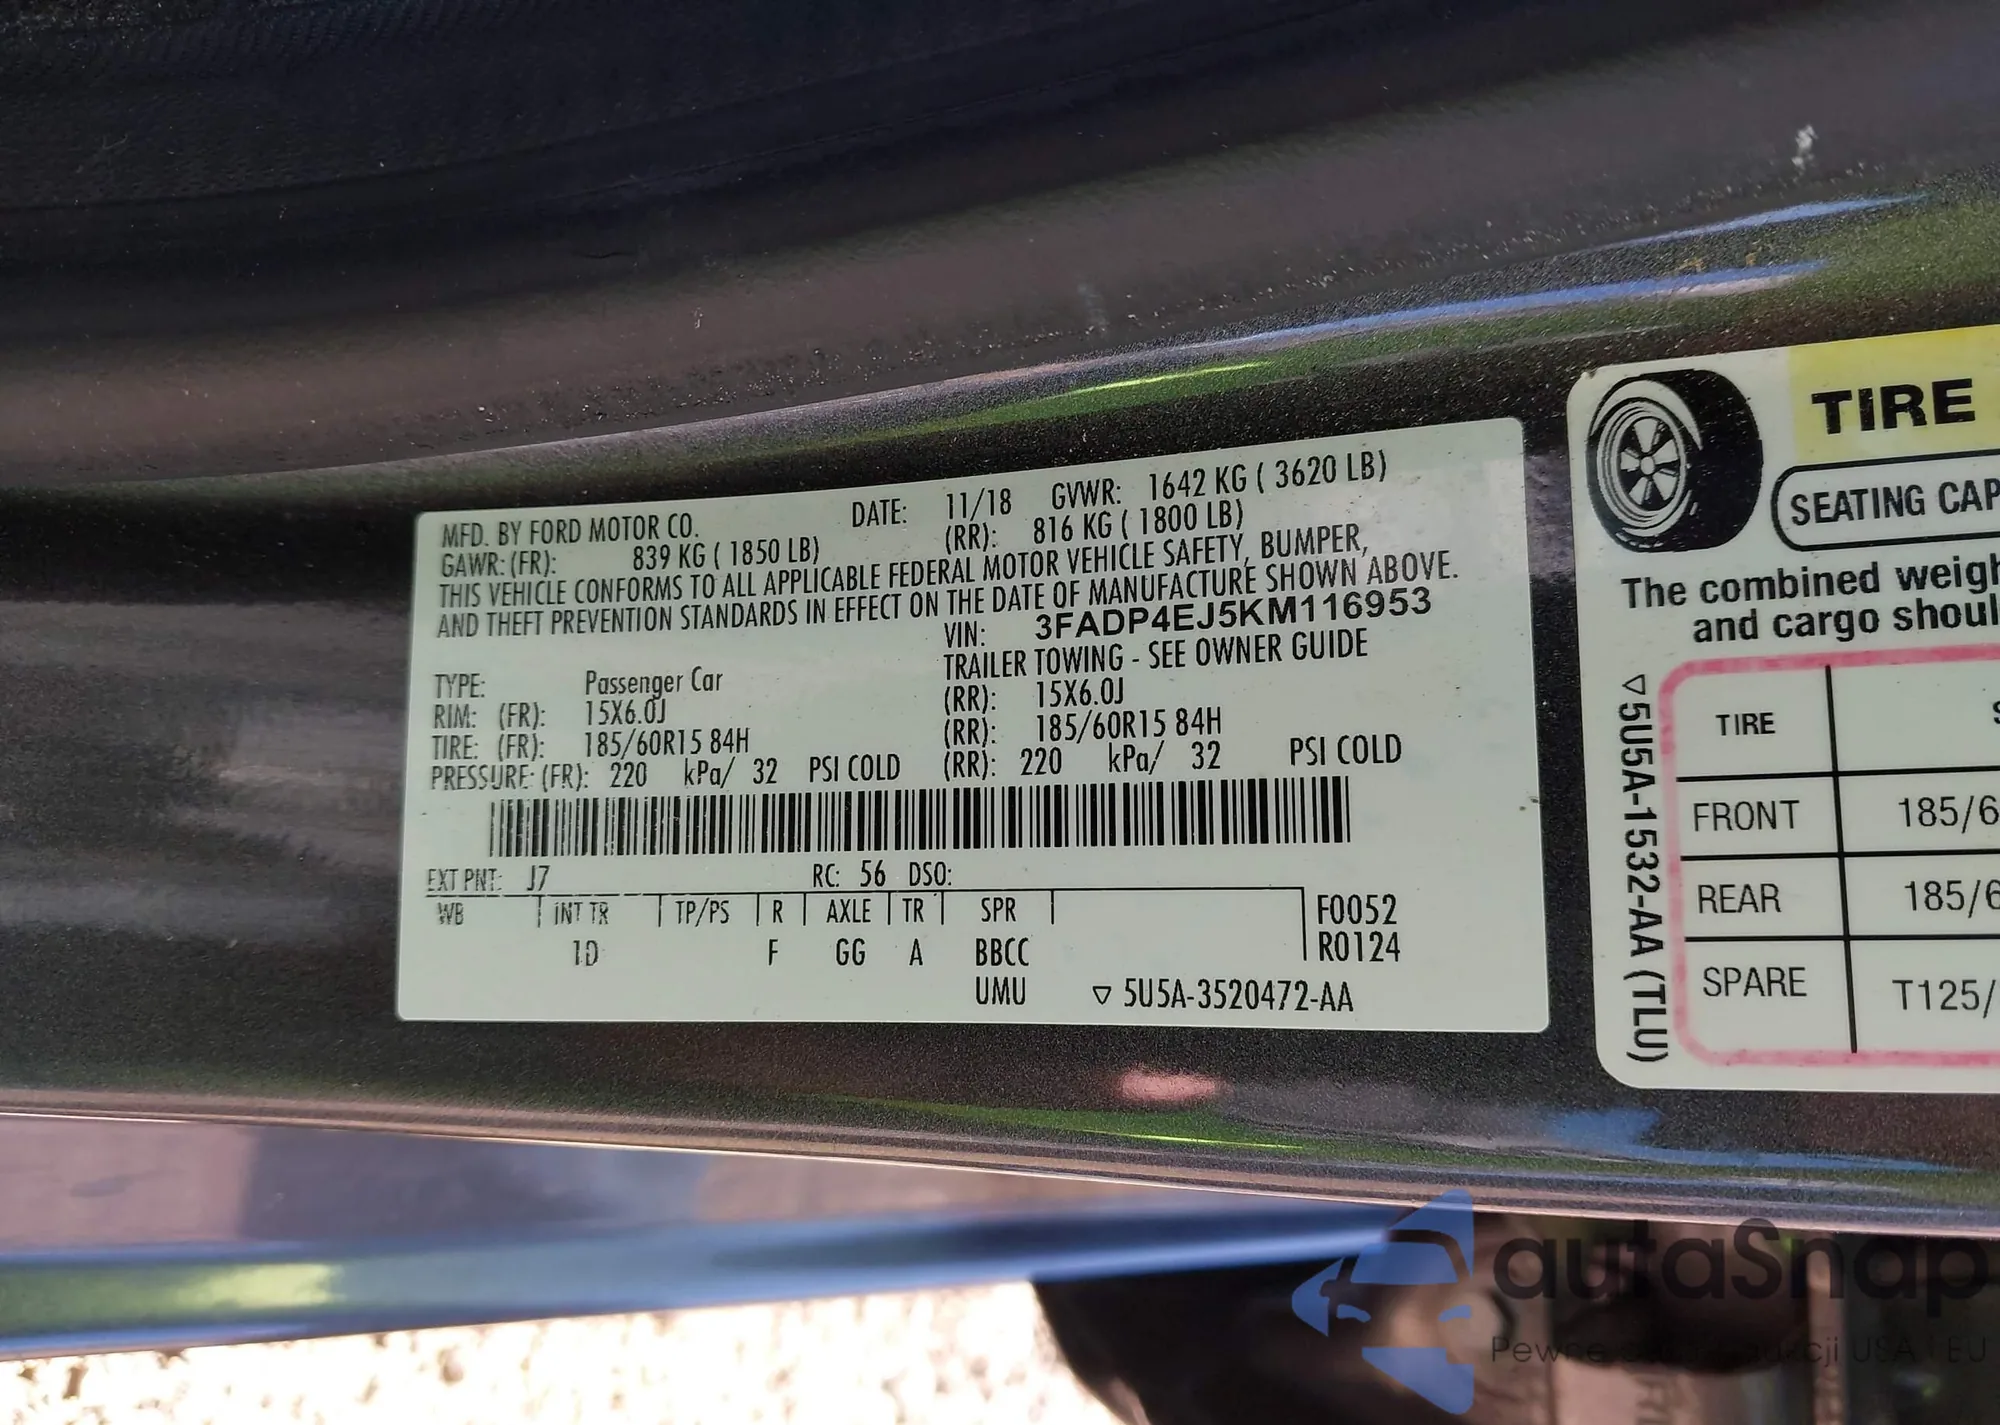 MFD. BY FORD MOTOR CO. DATE: 11/18 GVWR: 1642 KG ( 3620 LB)
GAWR: (FR): 839 KG ( 1850 LB) (RR): 816 KG ( 1800 LB)
THIS VEHICLE CONFORMS TO ALL APPLICABLE FEDERAL MOTOR VEHICLE SAFETY, BUMPER,
AND THEFT PREVENTION STANDARDS IN EFFECT ON THE DATE OF MANUFACTURE SHOWN ABOVE.
VIN: 3FADP4EJ5KM116953
TRAILER TOWING - SEE OWNER GUIDE
TYPE: Passenger Car
RIM: (FR): 15X6.0J (RR): 15X6.0J
TIRE: (FR): 185/60R15 84H (RR): 185/60R15 84H
PRESSURE: (FR): 220 kPa/ 32 PSI COLD (RR): 220 kPa/ 32 PSI COLD
EXT PNT: J7 RC: 56 DSO:
WB INT TR TP/PS R AXLE TR SPR F0052
1D F GG A BBCC R0124
UMU ▽ 5U5A-3520472-AA
TIRE
SEATING CAP
The combined weigh
and cargo shoul
▽5U5A-1532-AA (TLU)
TIRE S
FRONT 185/6
REAR 185/6
SPARE T125/
autaSnap
Pewne USA EU